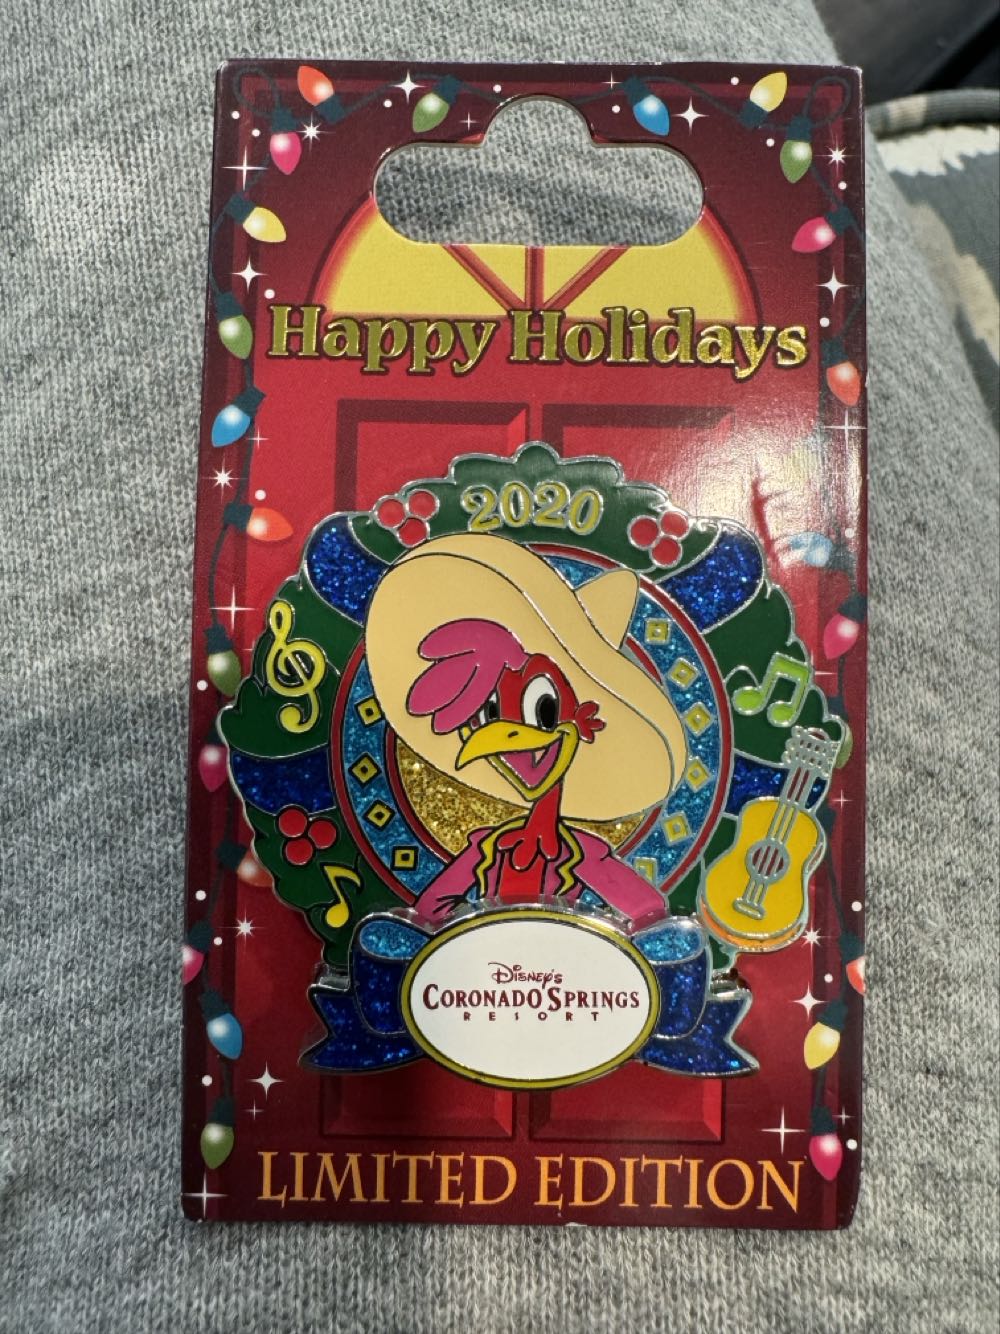 Happy Holidays
2020
Disney's
CORONADO SPRINGS
RESORT
LIMITED EDITION